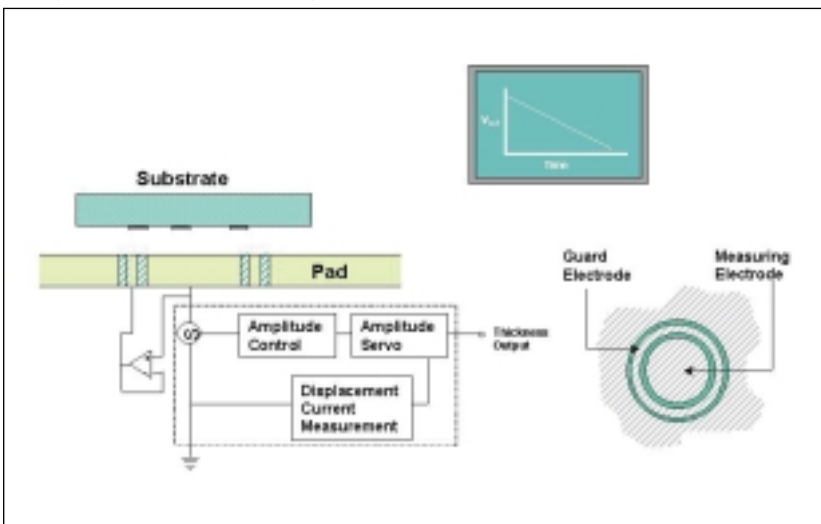 V
Time
Substrate
Pad
Guard
Electrode
Measuring
Electrode
Amplitude
Control
Amplitude
Servo
Thickness
Output
Displacement
Current
Measurement